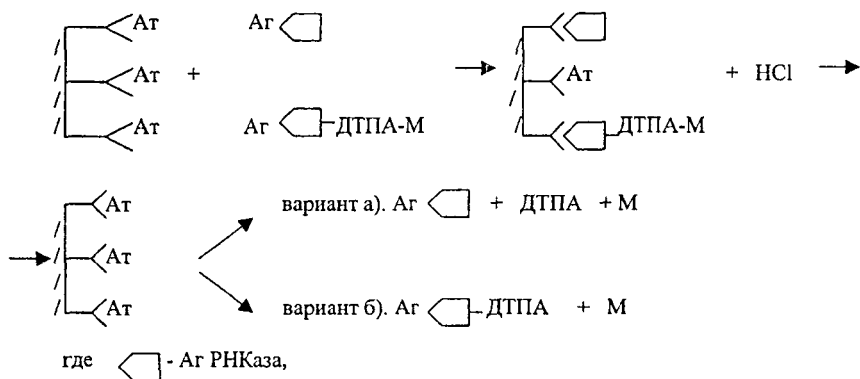 Ат Аг
Ат + Ат + HCl
Ат Аг ДТПА-М ДТПА-М
Ат вариант а). Аг + ДТПА + М
Ат
Ат вариант б). Аг ДТПА + М
где - Аг РНКаза,